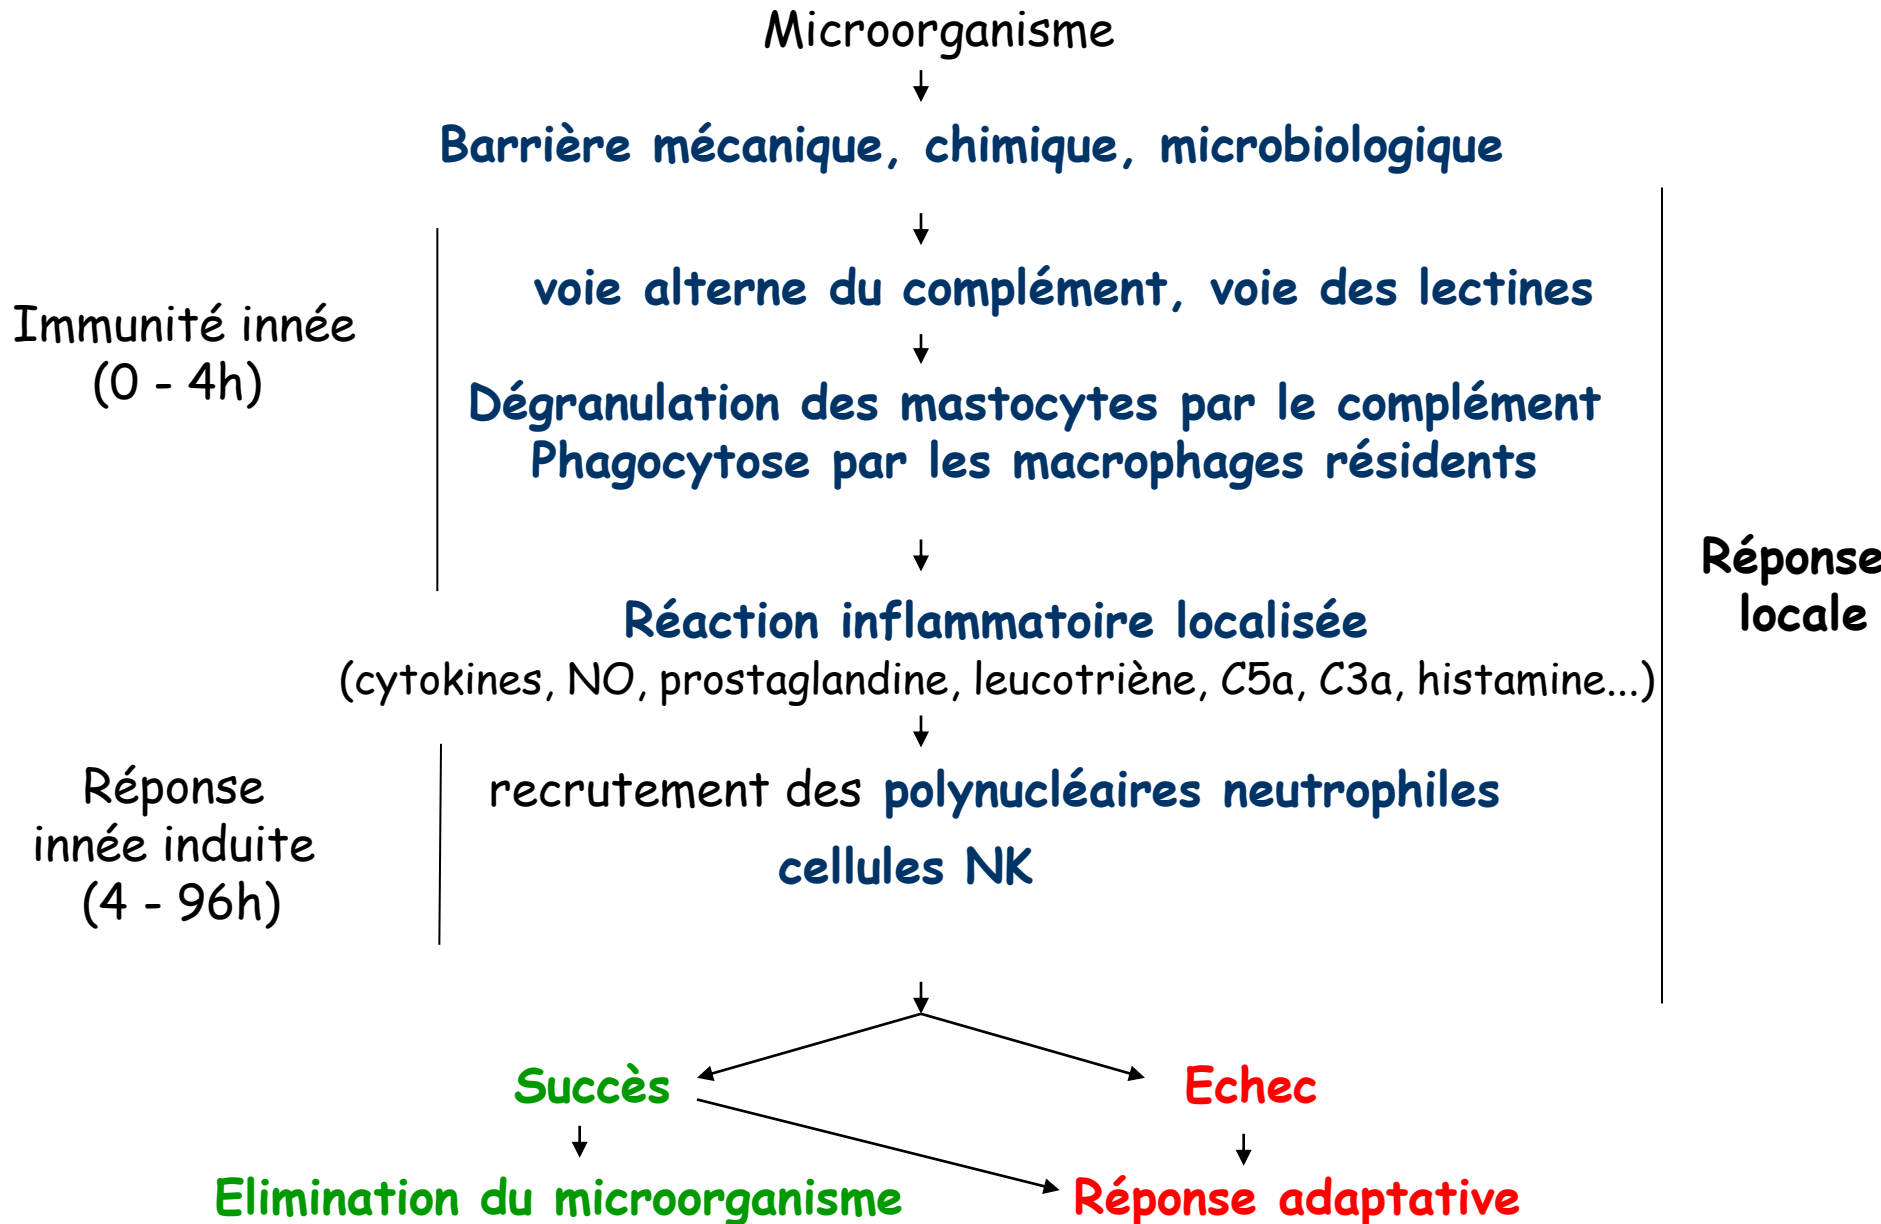 Microorganisme
Barrière mécanique, chimique, microbiologique
voie alterne du complément, voie des lectines
Immunité innée
(0 - 4h)
Dégranulation des mastocytes par le complément
Phagocytose par les macrophages résidents
Réponse
locale
Réaction inflammatoire localisée
(cytokines, NO, prostaglandine, leucotriène, C5a, C3a, histamine...)
Réponse
innée induite
(4 - 96h)
recrutement des polynucléaires neutrophiles
cellules NK
Succès
Echec
Elimination du microorganisme
Réponse adaptative